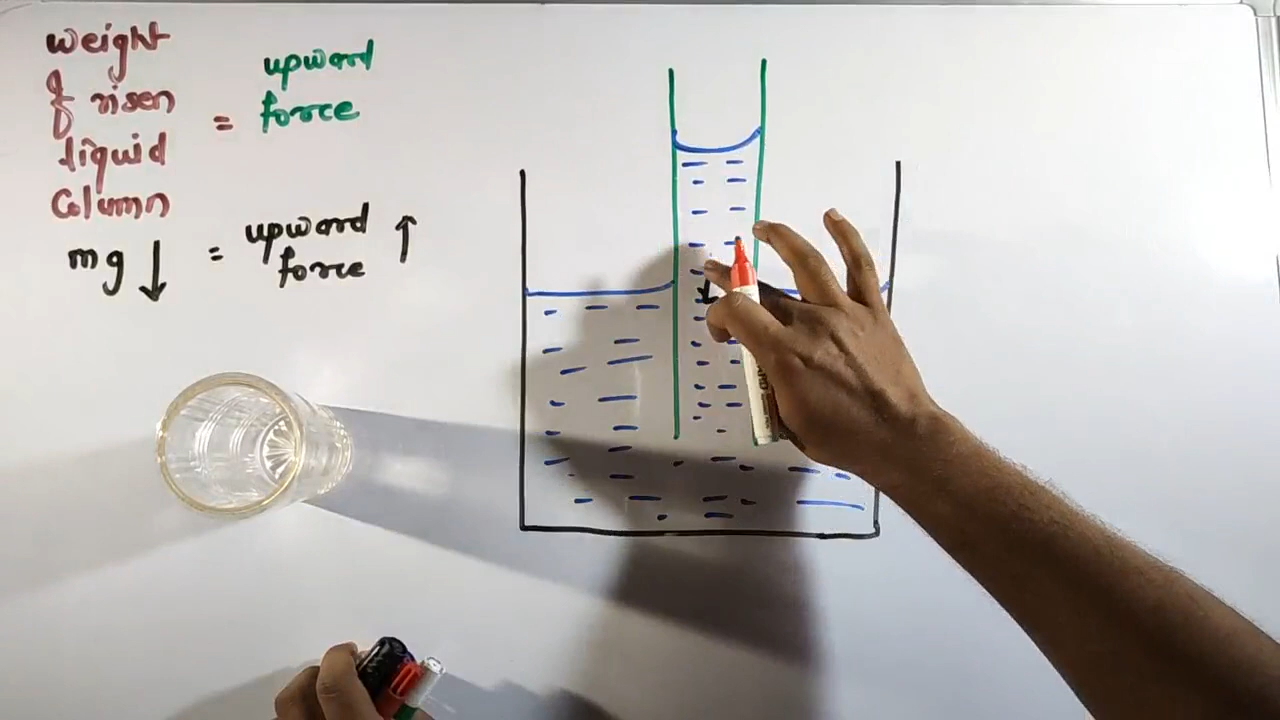 weight
of risen
liquid
column
=
upward
force
mg ↓ = upward
force ↑